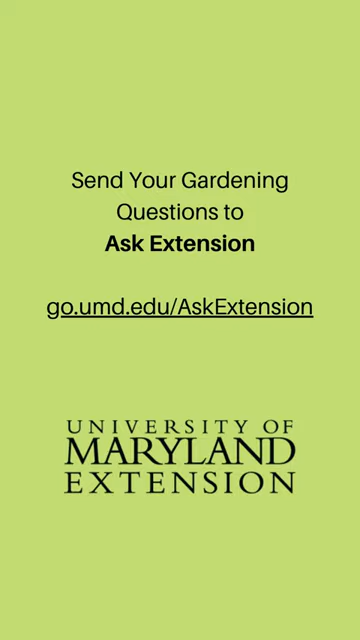 Send Your Gardening
Questions to
Ask Extension
go.umd.edu/AskExtension
UNIVERSITY OF
MARYLAND
EXTENSION